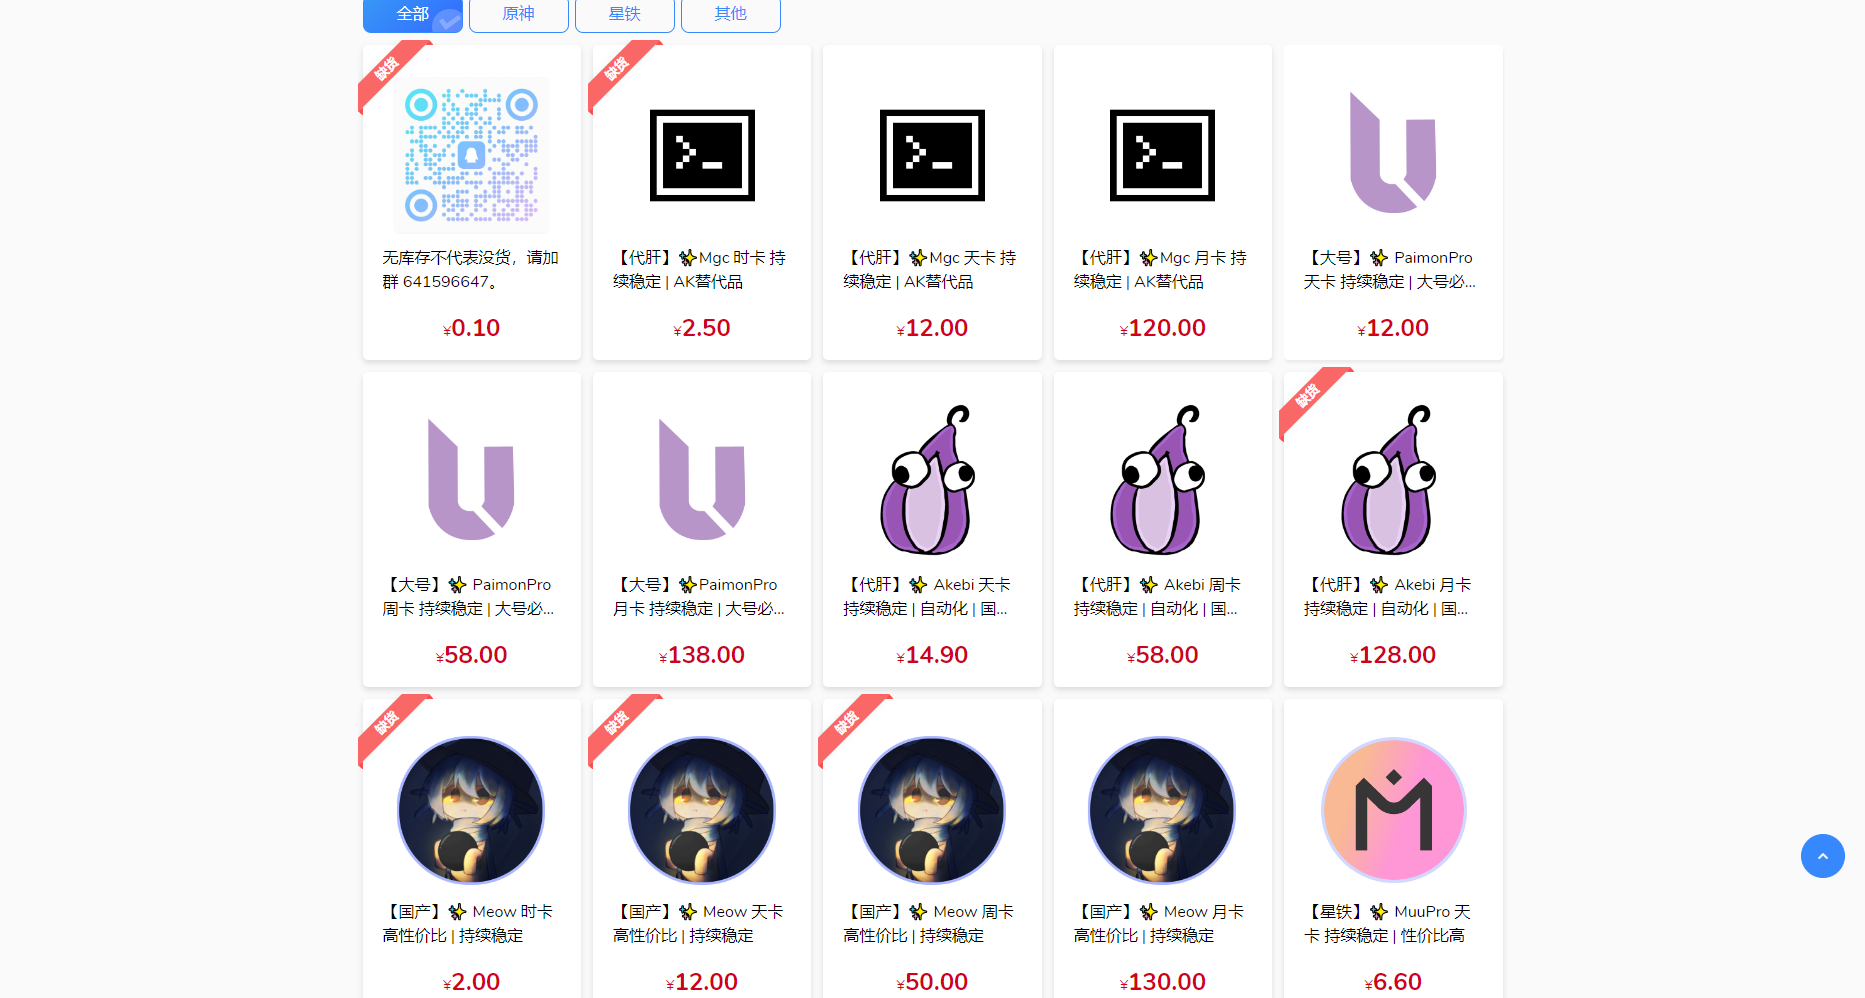 全部
原神
星铁
其他
缺货
无库存不代表没货，请加
群 641596647。
¥0.10
缺货
【代肝】✨Mgc 时卡 持
续稳定 | AK替代品
¥2.50
【代肝】✨Mgc 天卡 持
续稳定 | AK替代品
¥12.00
【代肝】✨Mgc 月卡 持
续稳定 | AK替代品
¥120.00
【大号】✨ PaimonPro
天卡 持续稳定 | 大号必...
¥12.00
【大号】✨ PaimonPro
周卡 持续稳定 | 大号必...
¥58.00
【大号】✨PaimonPro
月卡 持续稳定 | 大号必...
¥138.00
【代肝】✨ Akebi 天卡
持续稳定 | 自动化 | 国...
¥14.90
【代肝】✨ Akebi 周卡
持续稳定 | 自动化 | 国...
¥58.00
缺货
【代肝】✨ Akebi 月卡
持续稳定 | 自动化 | 国...
¥128.00
缺货
【国产】✨ Meow 时卡
高性价比 | 持续稳定
¥2.00
缺货
【国产】✨ Meow 天卡
高性价比 | 持续稳定
¥12.00
缺货
【国产】✨ Meow 周卡
高性价比 | 持续稳定
¥50.00
【国产】✨ Meow 月卡
高性价比 | 持续稳定
¥130.00
【星铁】✨ MuuPro 天
卡 持续稳定 | 性价比高
¥6.60